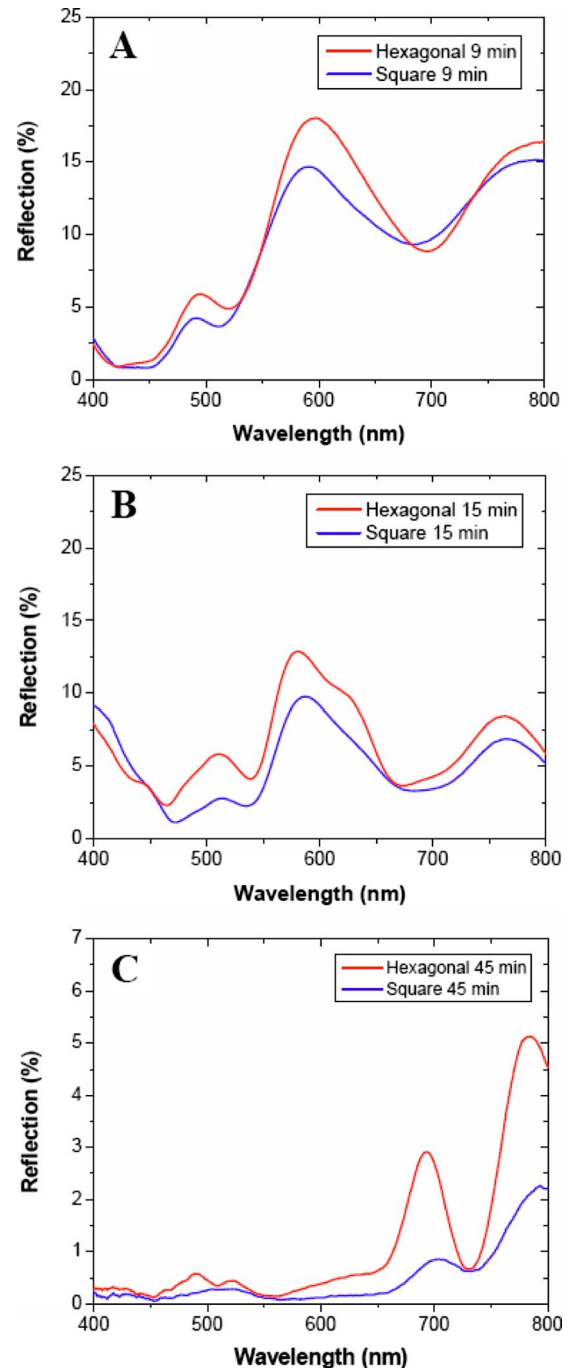 A
Hexagonal 9 min
Square 9 min
25
20
15
10
5
0
Reflection (%)
400 500 600 700 800
Wavelength (nm)
B
Hexagonal 15 min
Square 15 min
25
20
15
10
5
0
Reflection (%)
400 500 600 700 800
Wavelength (nm)
C
Hexagonal 45 min
Square 45 min
7
6
5
4
3
2
1
0
Reflection (%)
400 500 600 700 800
Wavelength (nm)